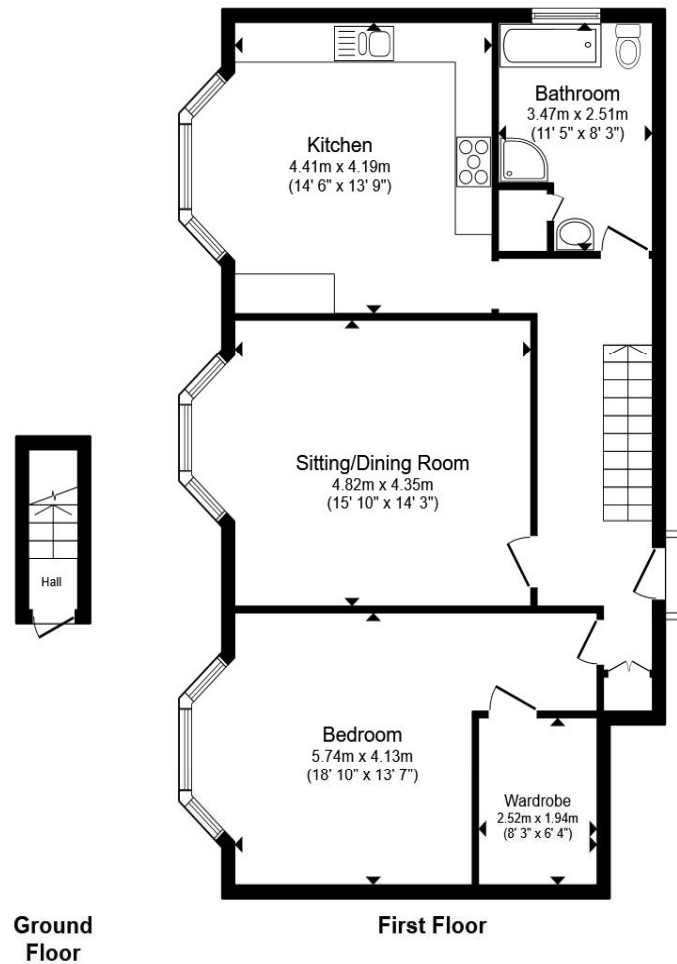 Kitchen
4.41m x 4.19m
(14' 6" x 13' 9")
Bathroom
3.47m x 2.51m
(11' 5" x 8' 3")
Sitting/Dining Room
4.82m x 4.35m
(15' 10" x 14' 3")
Hall
Bedroom
5.74m x 4.13m
(18' 10" x 13' 7")
Wardrobe
2.52m x 1.94m
(8' 3" x 6' 4")
Ground
Floor
First Floor